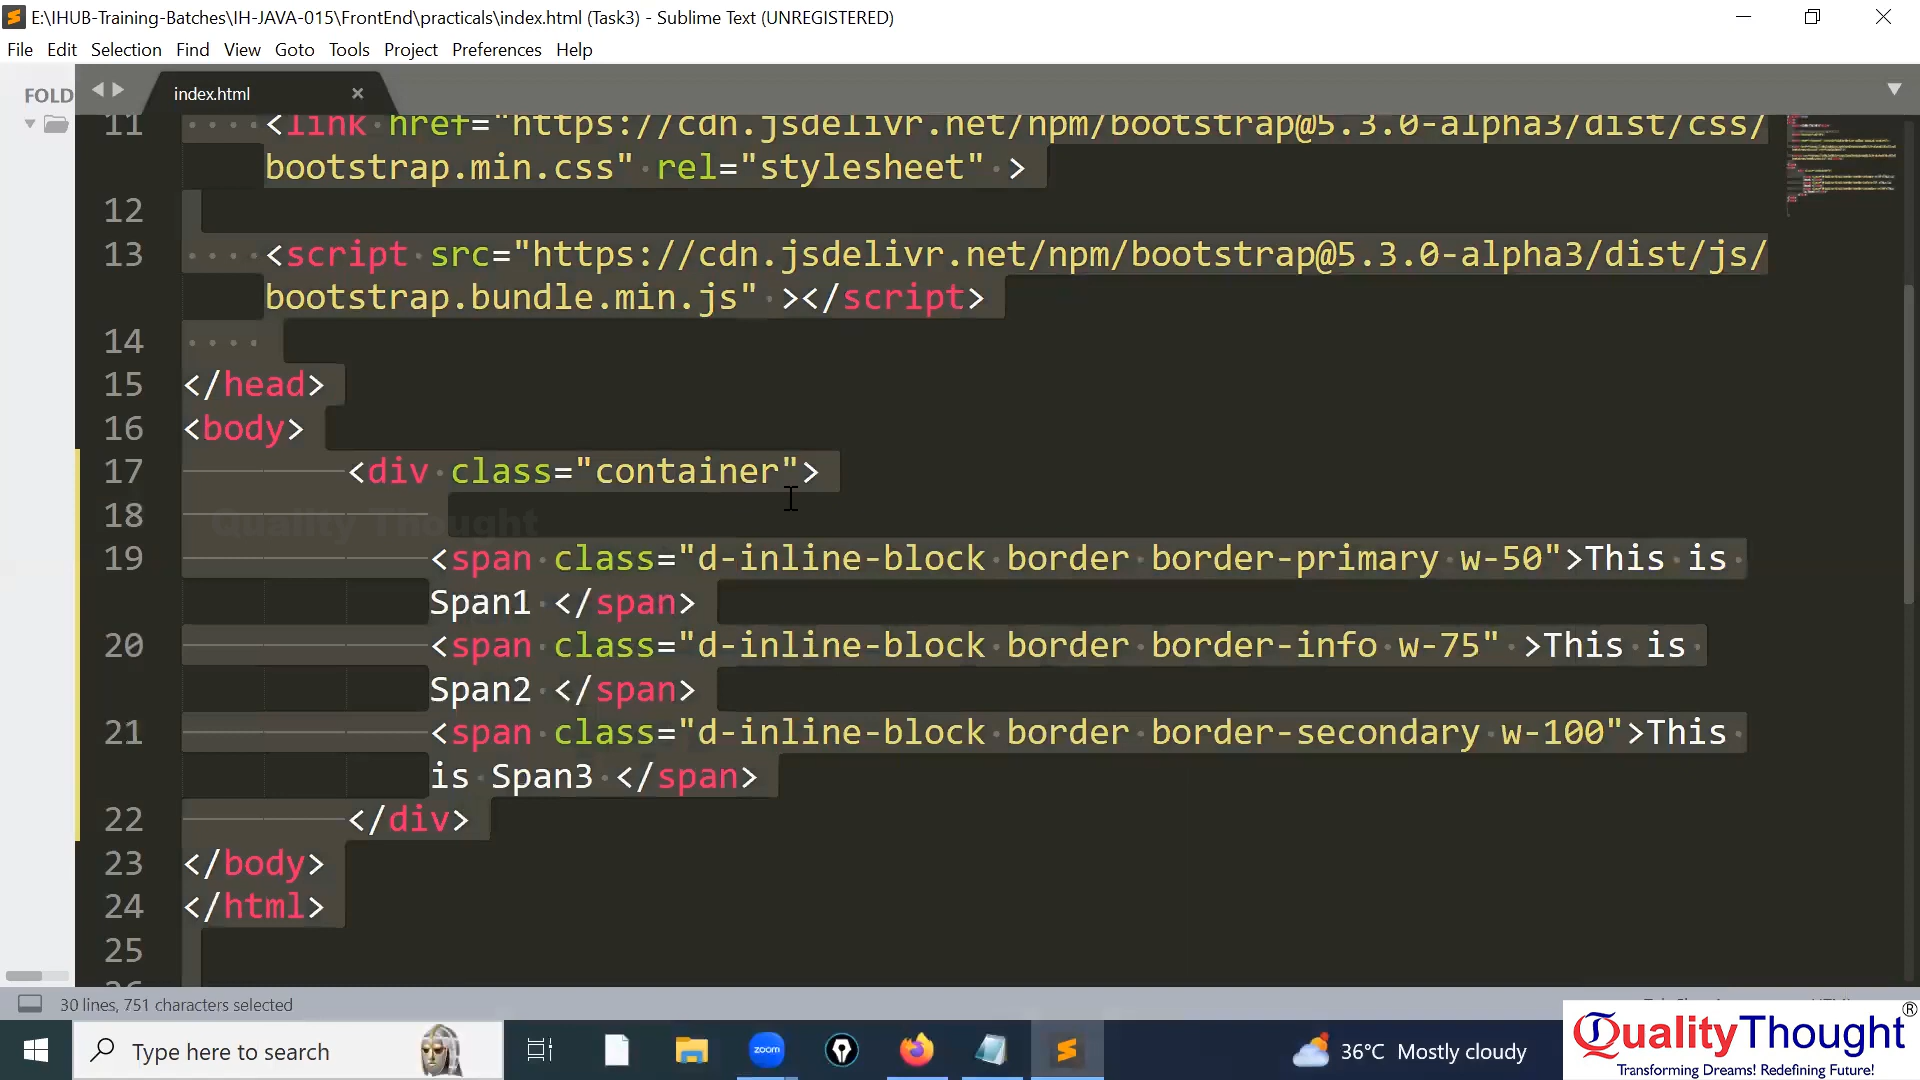 E:\IHUB-Training-Batches\IH-JAVA-015\FrontEnd\practicals\index.html (Task3) - Sublime Text (UNREGISTERED)
File Edit Selection Find View Goto Tools Project Preferences Help
FOLD
index.html
11 <link href="https://cdn.jsdelivr.net/npm/bootstrap@5.3.0-alpha3/dist/css/
bootstrap.min.css" rel="stylesheet" >
12
13 <script src="https://cdn.jsdelivr.net/npm/bootstrap@5.3.0-alpha3/dist/js/
bootstrap.bundle.min.js" ></script>
14
15 </head>
16 <body>
17 <div class="container">
18
Quality Thought
19 <span class="d-inline-block border border-primary w-50">This is
Span1 </span>
20 <span class="d-inline-block border border-info w-75" >This is
Span2 </span>
21 <span class="d-inline-block border border-secondary w-100">This
is Span3 </span>
22 </div>
23 </body>
24 </html>
25
30 lines, 751 characters selected
Type here to search
zoom
36°C Mostly cloudy
QualityThought®
Transforming Dreams! Redefining Future!